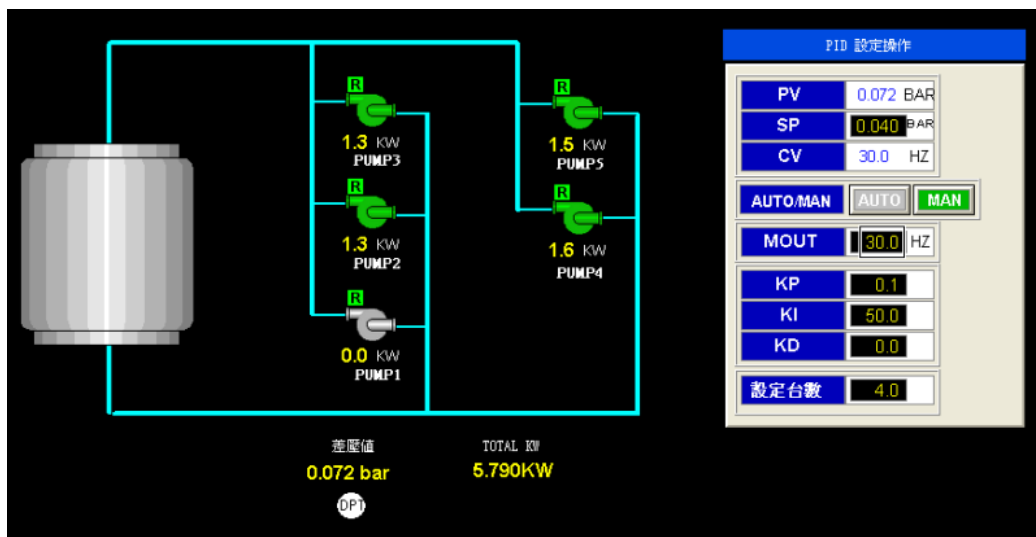 R
1.3 KW
PUMP3
R
1.3 KW
PUMP2
R
0.0 KW
PUMP1
R
1.5 KW
PUMP5
R
1.6 KW
PUMP4
差壓值
0.072 bar
DPT
TOTAL KW
5.790KW
PID 設定操作
PV 0.072 BAR
SP 0.040 BAR
CV 30.0 HZ
AUTO/MAN AUTO MAN
MOUT 30.0 HZ
KP 0.1
KI 50.0
KD 0.0
設定台數 4.0